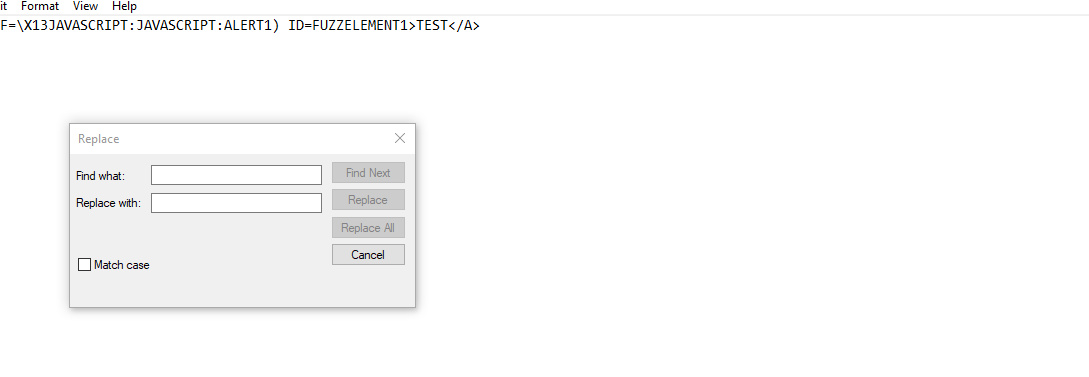 it Format View Help
F=\X13JAVASCRIPT:JAVASCRIPT:ALERT1) ID=FUZZELEMENT1>TEST</A>
Replace
Find what:
Find Next
Replace with:
Replace
Replace All
Cancel
Match case